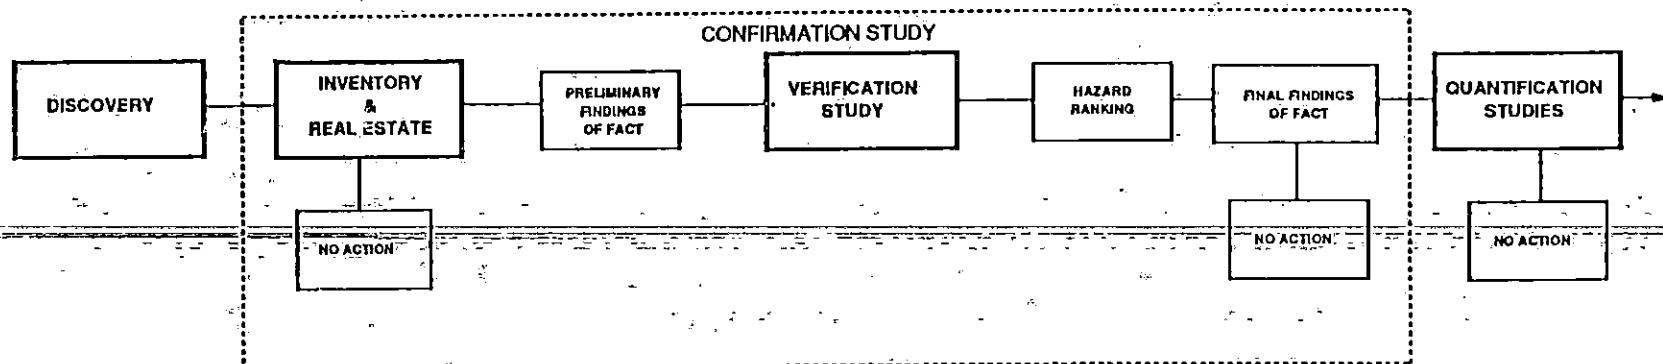 CONFIRMATION STUDY
DISCOVERY
INVENTORY
&
REAL ESTATE
PRELIMINARY
FINDINGS
OF FACT
VERIFICATION
STUDY
HAZARD
RANKING
FINAL FINDINGS
OF FACT
QUANTIFICATION
STUDIES
NO ACTION
NO ACTION
NO ACTION